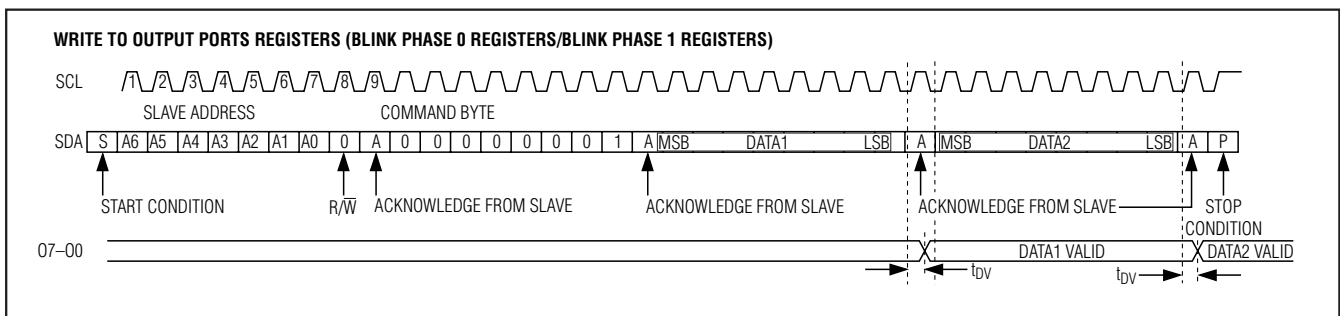 WRITE TO OUTPUT PORTS REGISTERS (BLINK PHASE 0 REGISTERS/BLINK PHASE 1 REGISTERS)
SCL 1 2 3 4 5 6 7 8 9
SLAVE ADDRESS COMMAND BYTE
SDA S A6 A5 A4 A3 A2 A1 A0 0 A 0 0 0 0 0 0 0 1 A MSB DATA1 LSB A MSB DATA2 LSB A P
START CONDITION R/W̅ ACKNOWLEDGE FROM SLAVE ACKNOWLEDGE FROM SLAVE ACKNOWLEDGE FROM SLAVE STOP CONDITION
O7–O0 DATA1 VALID DATA2 VALID
tDV tDV